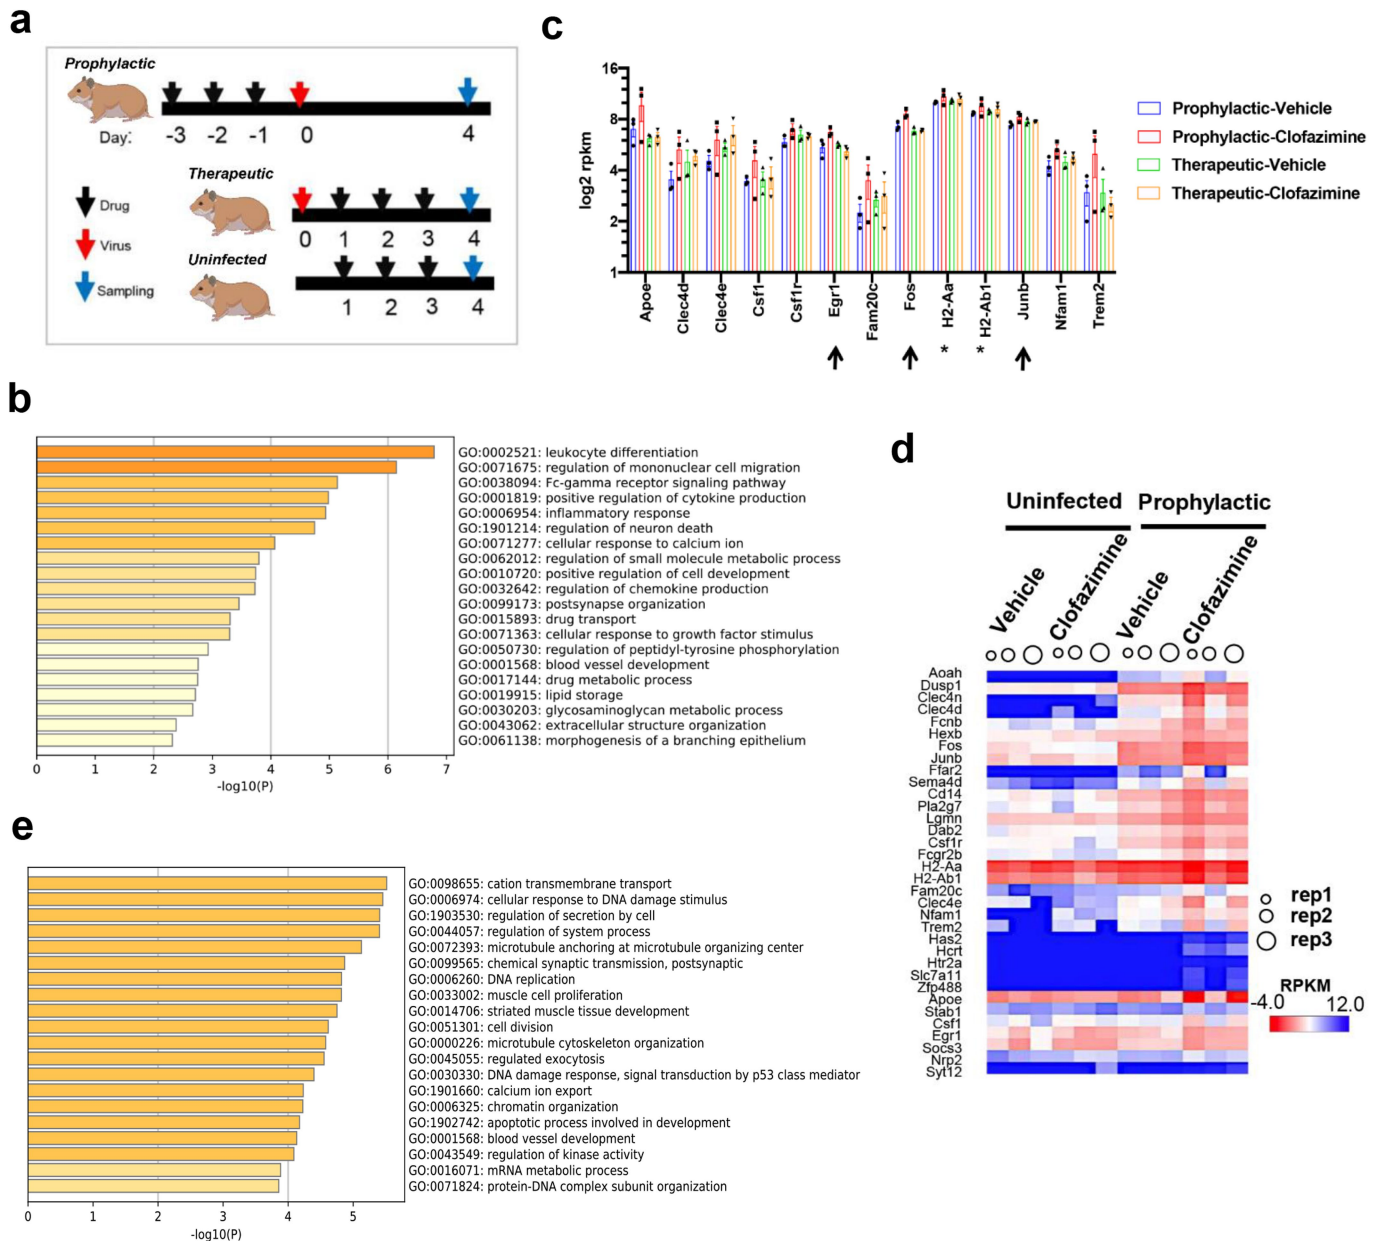 a
Prophylactic
Day:
-3 -2 -1 0 4
Therapeutic
Drug
0 1 2 3 4
Virus
Uninfected
Sampling
1 2 3 4
c
log2 rpkm
16
8
4
2
1
Apoe
Clec4d
Clec4e
Csf1
Csf1r
Egr1
Fam20c
Fos
H2-Aa
H2-Ab1
Junb
Nfam1
Trem2
* *
Prophylactic-Vehicle
Prophylactic-Clofazimine
Therapeutic-Vehicle
Therapeutic-Clofazimine
b
GO:0002521: leukocyte differentiation
GO:0071675: regulation of mononuclear cell migration
GO:0038094: Fc-gamma receptor signaling pathway
GO:0001819: positive regulation of cytokine production
GO:0006954: inflammatory response
GO:1901214: regulation of neuron death
GO:0071277: cellular response to calcium ion
GO:0062012: regulation of small molecule metabolic process
GO:0010720: positive regulation of cell development
GO:0032642: regulation of chemokine production
GO:0099173: postsynapse organization
GO:0015893: drug transport
GO:0071363: cellular response to growth factor stimulus
GO:0050730: regulation of peptidyl-tyrosine phosphorylation
GO:0001568: blood vessel development
GO:0017144: drug metabolic process
GO:0019915: lipid storage
GO:0030203: glycosaminoglycan metabolic process
GO:0043062: extracellular structure organization
GO:0061138: morphogenesis of a branching epithelium
0 1 2 3 4 5 6 7
-log10(P)
d
Uninfected Prophylactic
Vehicle Clofazimine Vehicle Clofazimine
Aoah
Dusp1
Clec4n
Clec4d
Fcnb
Hexb
Fos
Junb
Ffar2
Sema4d
Cd14
Pla2g7
Lgmn
Dab2
Csf1r
Fcgr2b
H2-Aa
H2-Ab1
Fam20c
Clec4e
Nfam1
Trem2
Has2
Hcrt
Htr2a
Slc7a11
Zfp488
Apoe
Stab1
Csf1
Egr1
Socs3
Nrp2
Syt12
rep1
rep2
rep3
RPKM
-4.0 12.0
e
GO:0098655: cation transmembrane transport
GO:0006974: cellular response to DNA damage stimulus
GO:1903530: regulation of secretion by cell
GO:0044057: regulation of system process
GO:0072393: microtubule anchoring at microtubule organizing center
GO:0099565: chemical synaptic transmission, postsynaptic
GO:0006260: DNA replication
GO:0033002: muscle cell proliferation
GO:0014706: striated muscle tissue development
GO:0051301: cell division
GO:0000226: microtubule cytoskeleton organization
GO:0045055: regulated exocytosis
GO:0030330: DNA damage response, signal transduction by p53 class mediator
GO:1901660: calcium ion export
GO:0006325: chromatin organization
GO:1902742: apoptotic process involved in development
GO:0001568: blood vessel development
GO:0043549: regulation of kinase activity
GO:0016071: mRNA metabolic process
GO:0071824: protein-DNA complex subunit organization
0 1 2 3 4 5
-log10(P)